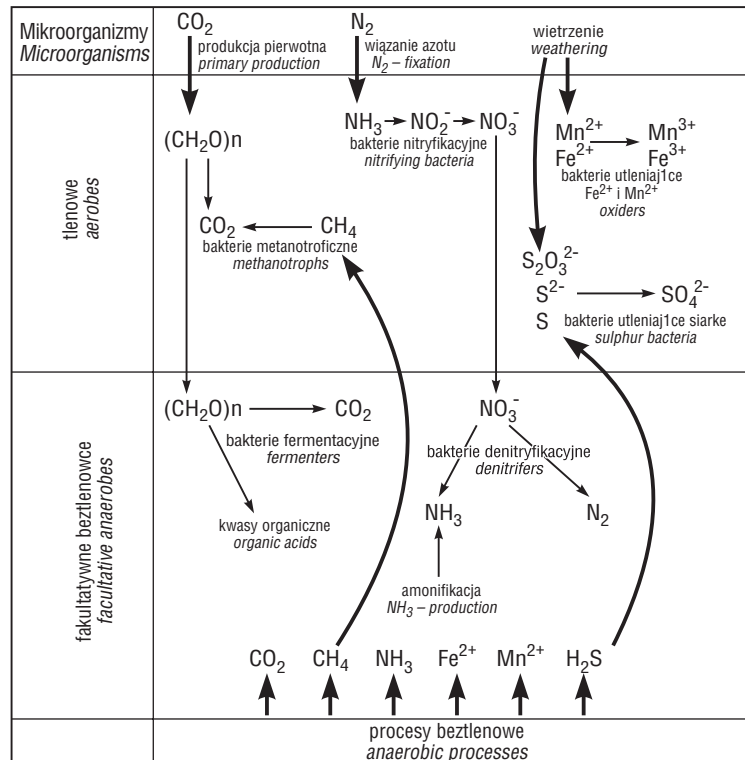 Mikroorganizmy
Microorganisms
CO₂
produkcja pierwotna
primary production
N₂
wiązanie azotu
N₂ – fixation
wietrzenie
weathering
tlenowe
aerobes
(CH₂O)n
NH₃ NO₂⁻ NO₃⁻
bakterie nitryfikacyjne
nitrifying bacteria
Mn²⁺ Mn³⁺
Fe²⁺ Fe³⁺
bakterie utleniaj1ce
Fe²⁺ i Mn²⁺
oxiders
CO₂ CH₄
bakterie metanotroficzne
methanotrophs
S₂O₃²⁻
S²⁻ SO₄²⁻
S bakterie utleniaj1ce siarke
sulphur bacteria
fakultatywne beztlenowce
facultative anaerobes
(CH₂O)n CO₂
bakterie fermentacyjne
fermenters
kwasy organiczne
organic acids
NO₃⁻
bakterie denitryfikacyjne
denitrifers
NH₃ N₂
amonifikacja
NH₃ – production
CO₂ CH₄ NH₃ Fe²⁺ Mn²⁺ H₂S
procesy beztlenowe
anaerobic processes